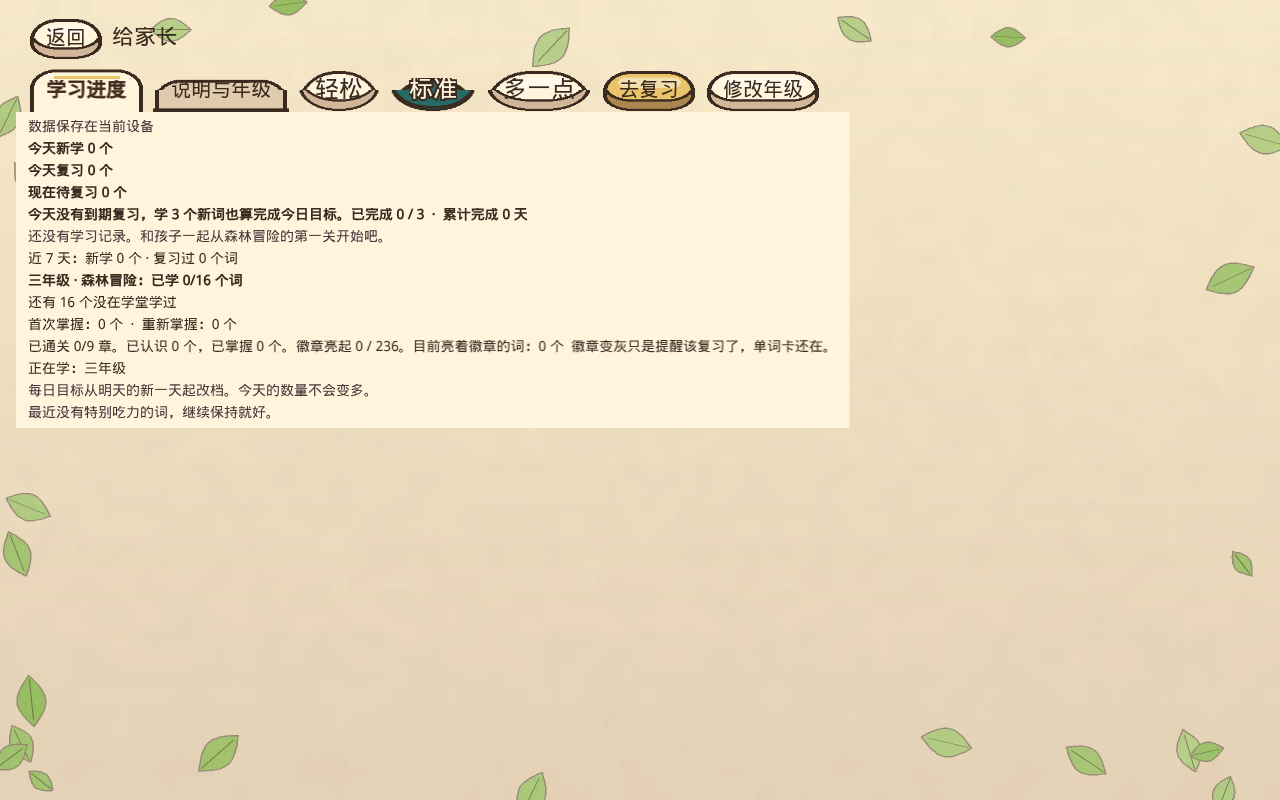 返回 给家长
学习进度 说明与年级 轻松 标准 多一点 去复习 修改年级
数据保存在当前设备
今天新学 0 个
今天复习 0 个
现在待复习 0 个
今天没有到期复习，学 3 个新词也算完成今日目标。已完成 0 / 3 · 累计完成 0 天
还没有学习记录。和孩子一起从森林冒险的第一关开始吧。
近 7 天：新学 0 个 · 复习过 0 个词
三年级 · 森林冒险：已学 0/16 个词
还有 16 个没在学堂学过
首次掌握：0 个 · 重新掌握：0 个
已通关 0/9 章。已认识 0 个，已掌握 0 个。徽章亮起 0 / 236。目前亮着徽章的词：0 个 徽章变灰只是提醒该复习了，单词卡还在。
正在学：三年级
每日目标从明天的新一天起改档。今天的数量不会变多。
最近没有特别吃力的词，继续保持就好。